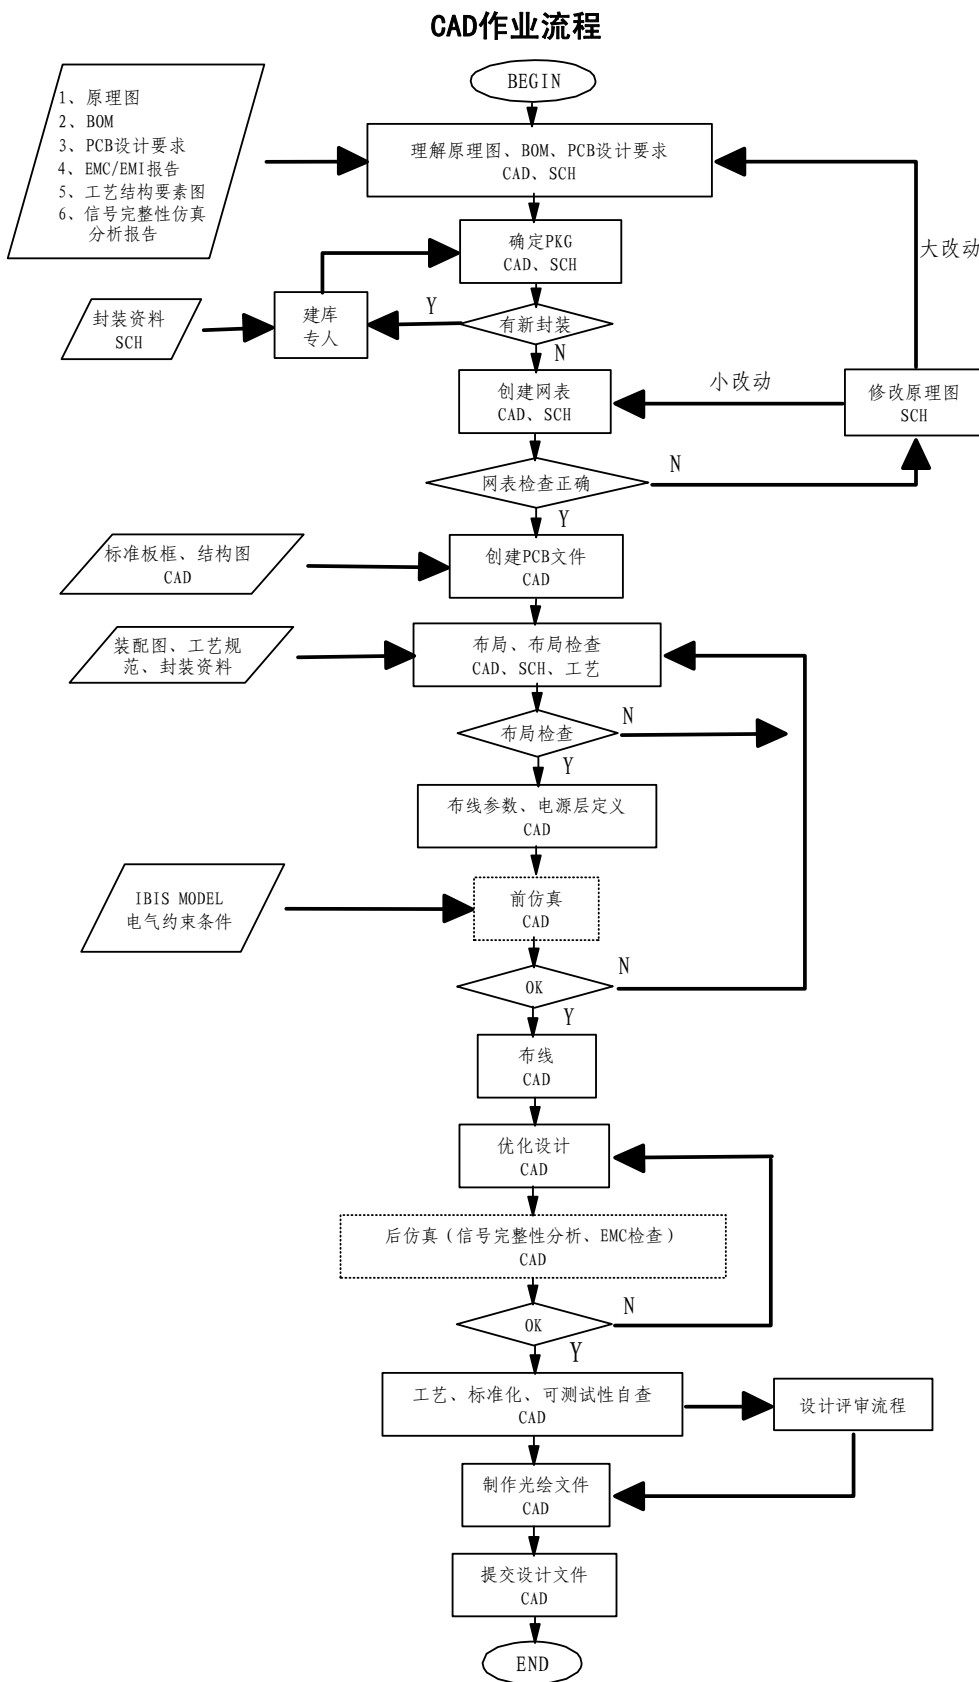 CAD作业流程
BEGIN
1、原理图
2、BOM
3、PCB设计要求
4、EMC/EMI报告
5、工艺结构要素图
6、信号完整性仿真
分析报告
理解原理图、BOM、PCB设计要求
CAD、SCH
确定PKG
CAD、SCH
大改动
封装资料
SCH
建库
专人
Y
有新封装
N
创建网表
CAD、SCH
小改动
修改原理图
SCH
网表检查正确
N
Y
标准板框、结构图
CAD
创建PCB文件
CAD
装配图、工艺规
范、封装资料
布局、布局检查
CAD、SCH、工艺
布局检查
N
Y
布线参数、电源层定义
CAD
IBIS MODEL
电气约束条件
前仿真
CAD
OK
N
Y
布线
CAD
优化设计
CAD
后仿真（信号完整性分析、EMC检查）
CAD
OK
N
Y
工艺、标准化、可测试性自查
CAD
设计评审流程
制作光绘文件
CAD
提交设计文件
CAD
END